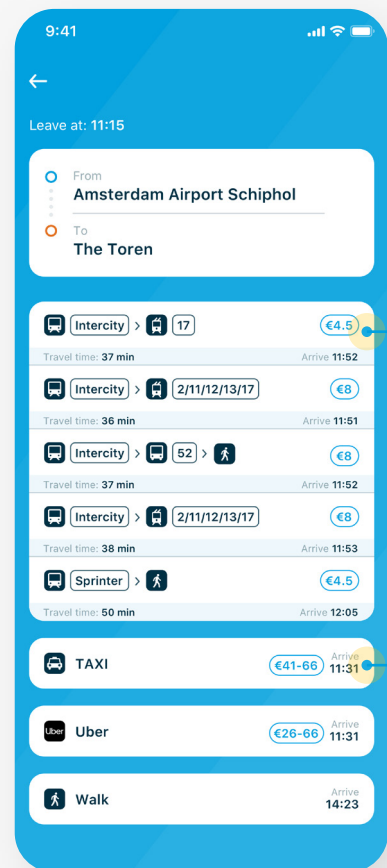 9:41
Leave at: 11:15
From
Amsterdam Airport Schiphol
To
The Toren
Intercity > 17 €4.5
Travel time: 37 min Arrive 11:52
Intercity > 2/11/12/13/17 €8
Travel time: 36 min Arrive 11:51
Intercity > 52 > €8
Travel time: 37 min Arrive 11:52
Intercity > 2/11/12/13/17 €8
Travel time: 38 min Arrive 11:53
Sprinter > €4.5
Travel time: 50 min Arrive 12:05
TAXI €41-66 Arrive 11:31
Uber Uber €26-66 Arrive 11:31
Walk Arrive 14:23